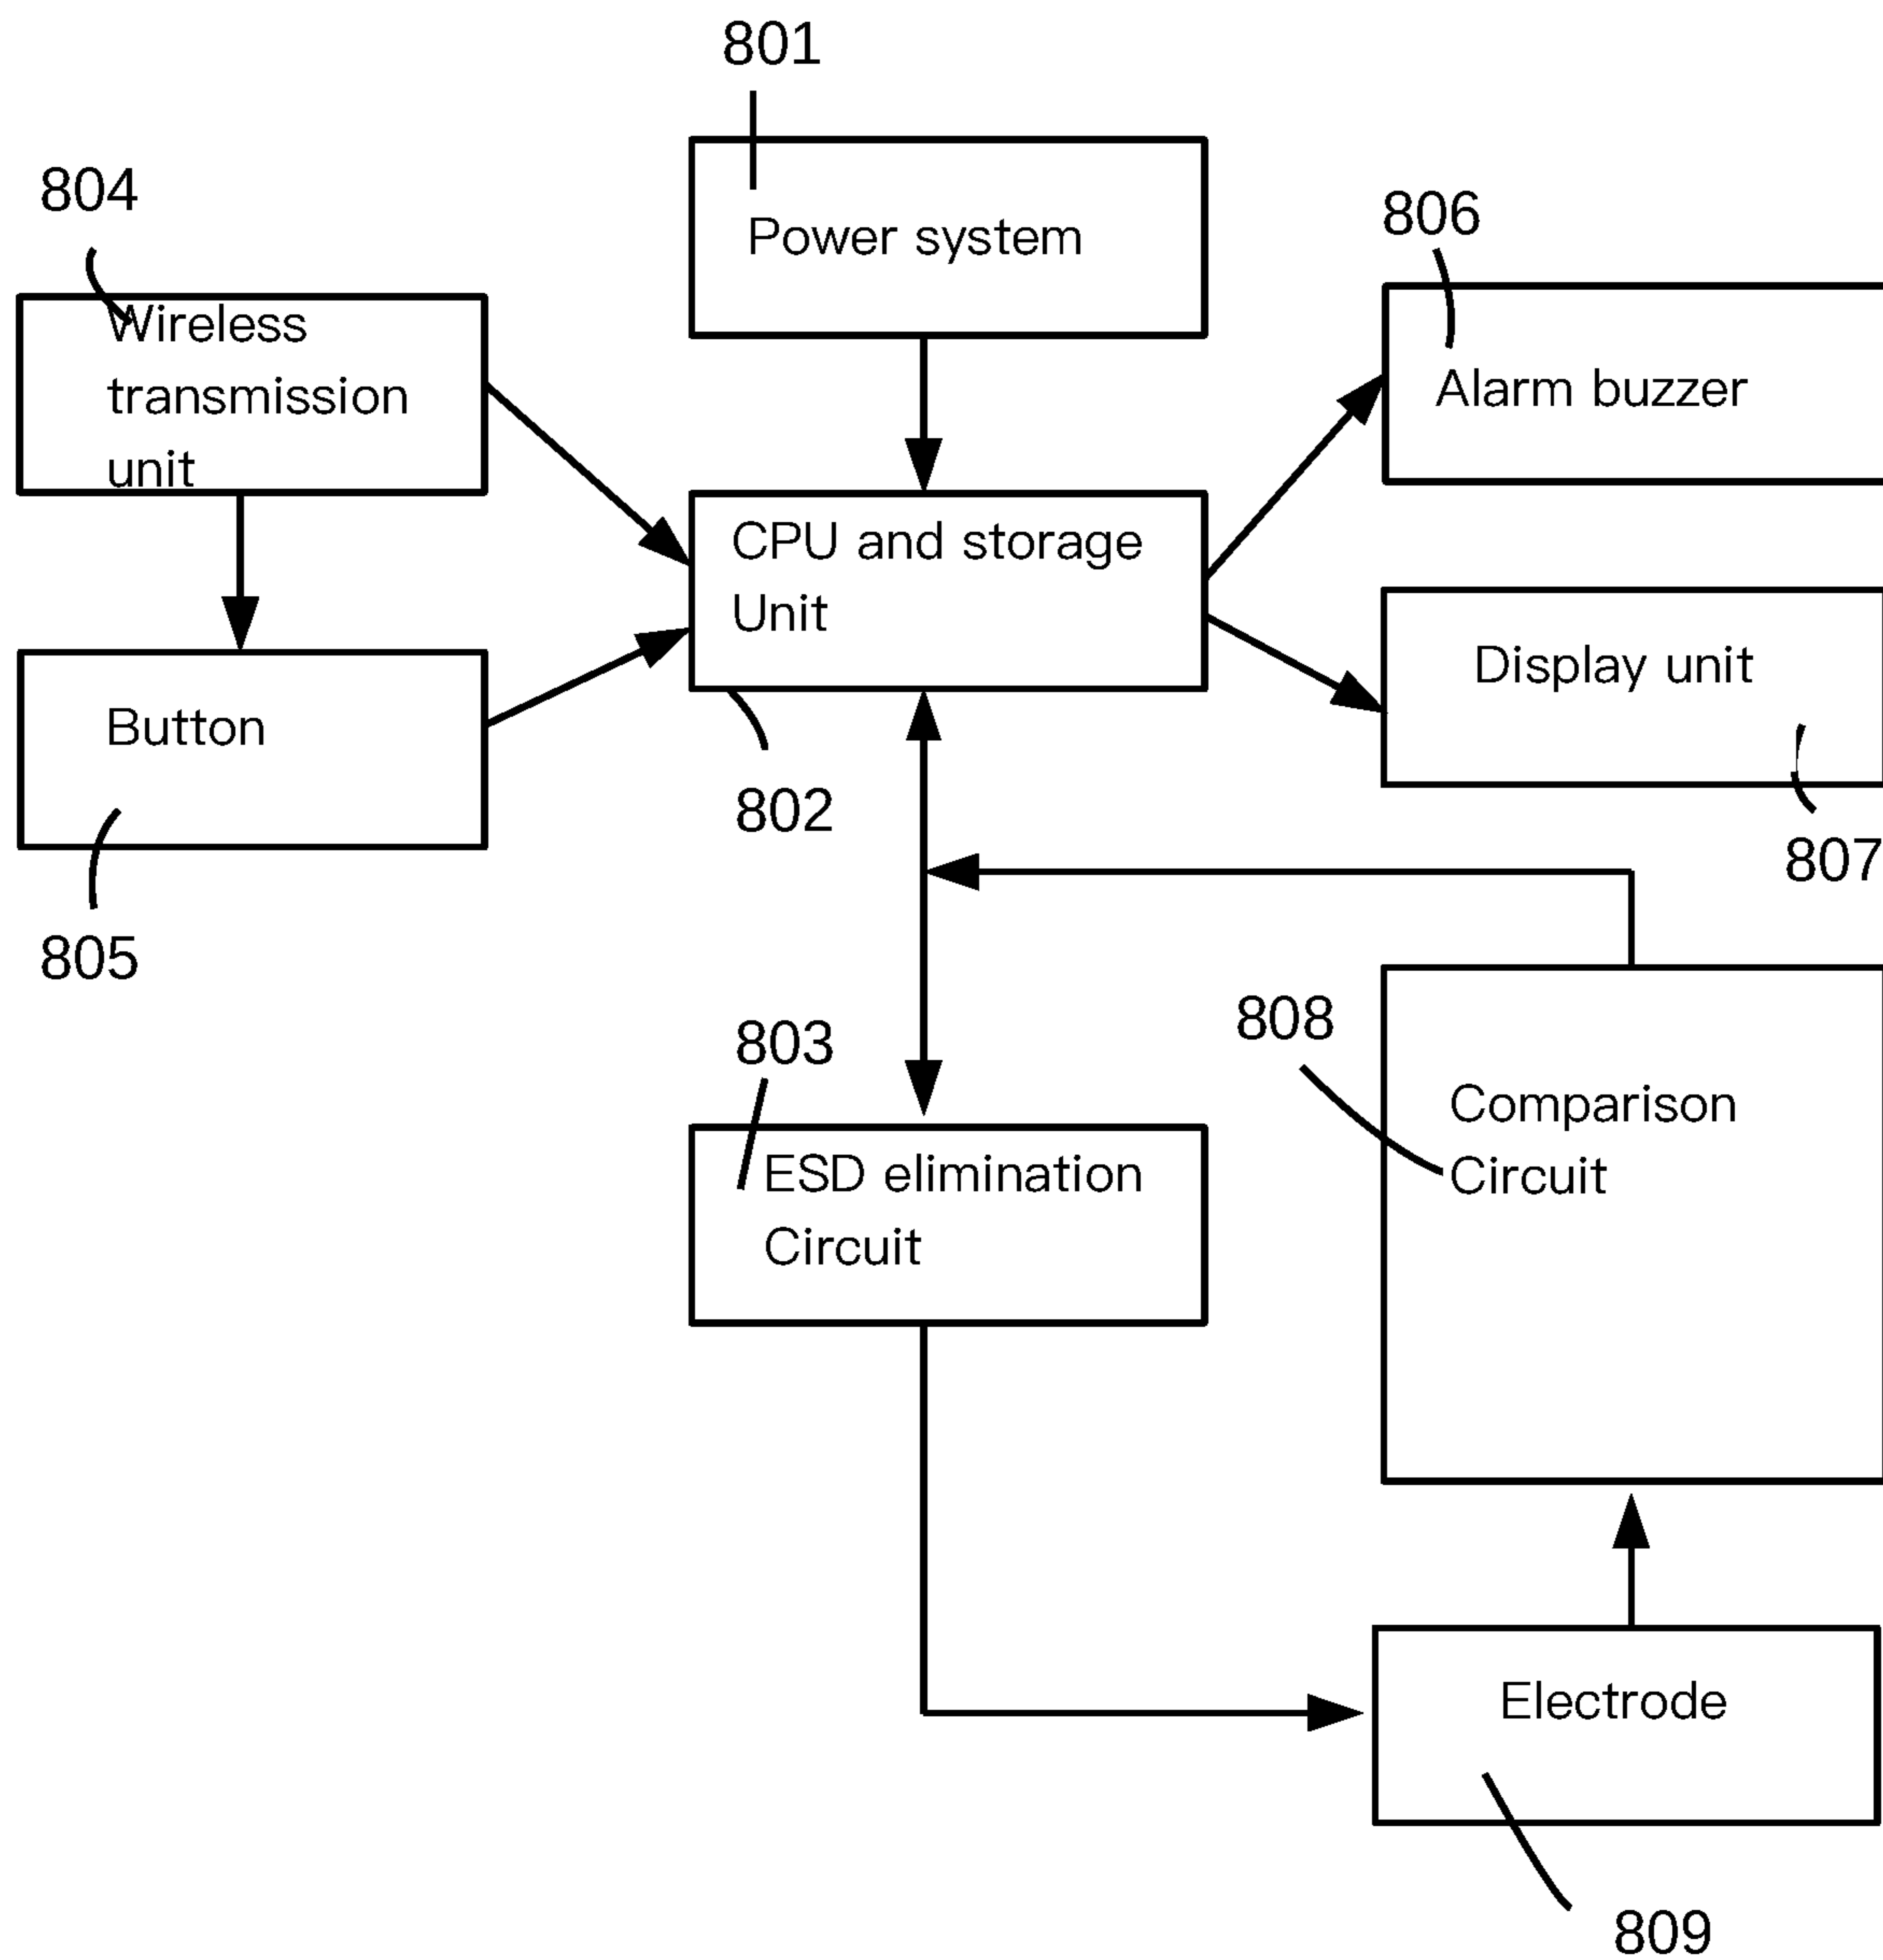 801
804
Power system
806
Wireless
transmission
unit
Alarm buzzer
CPU and storage
Unit
Display unit
Button
802
807
805
803
808
ESD elimination
Circuit
Comparison
Circuit
Electrode
809